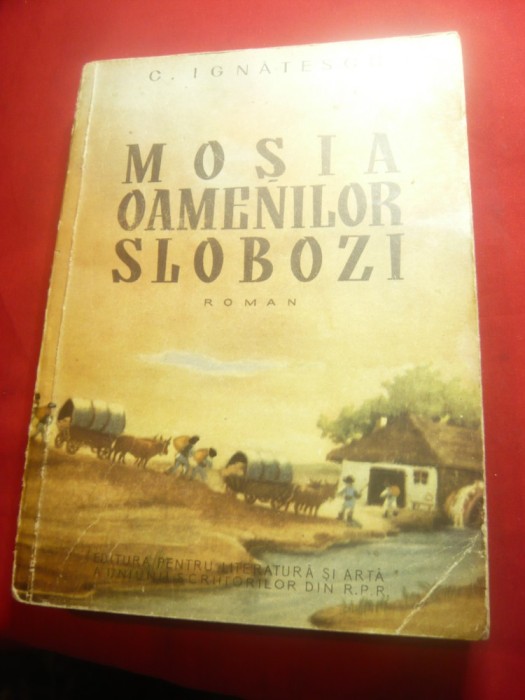 C. IGNĂTESCU
MOȘIA
OAMENILOR
SLOBOZI
ROMAN
EDITURA PENTRU LITERATURĂ ȘI ARTĂ
A UNIUNII SCRIITORILOR DIN R.P.R.